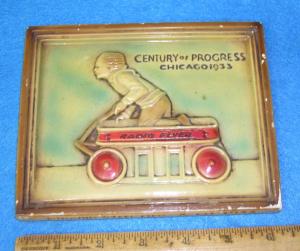 CENTURY OF PROGRESS
CHICAGO 1933
RADIO FLYER